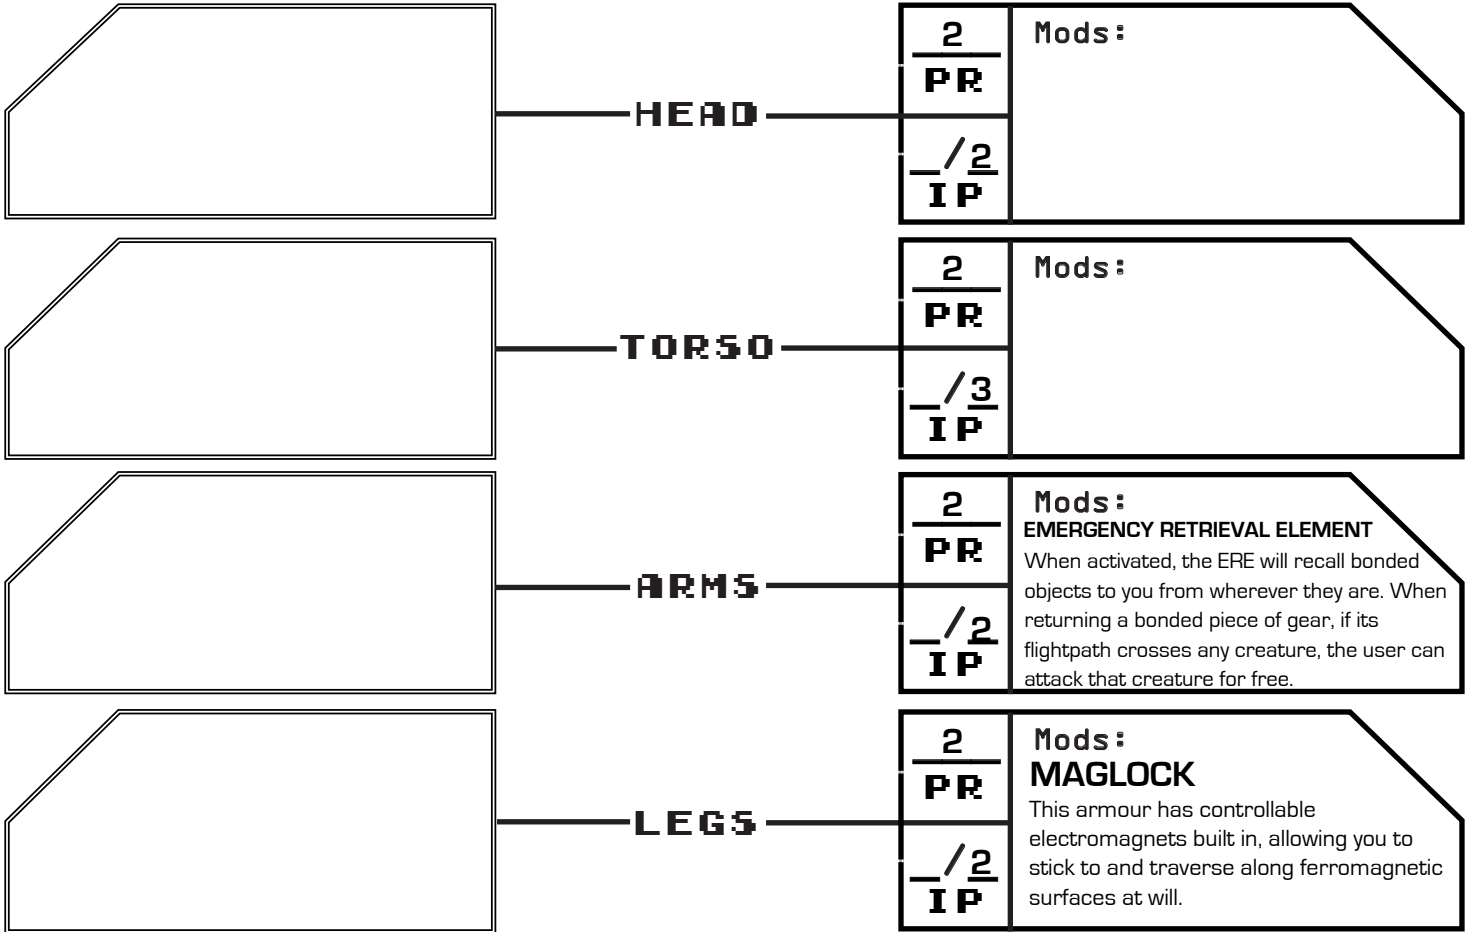 HEAD
2
PR
_/2
IP
Mods:
TORSO
2
PR
_/3
IP
Mods:
ARMS
2
PR
_/2
IP
Mods:
EMERGENCY RETRIEVAL ELEMENT
When activated, the ERE will recall bonded
objects to you from wherever they are. When
returning a bonded piece of gear, if its
flightpath crosses any creature, the user can
attack that creature for free.
LEGS
2
PR
_/2
IP
Mods:
MAGLOCK
This armour has controllable
electromagnets built in, allowing you to
stick to and traverse along ferromagnetic
surfaces at will.